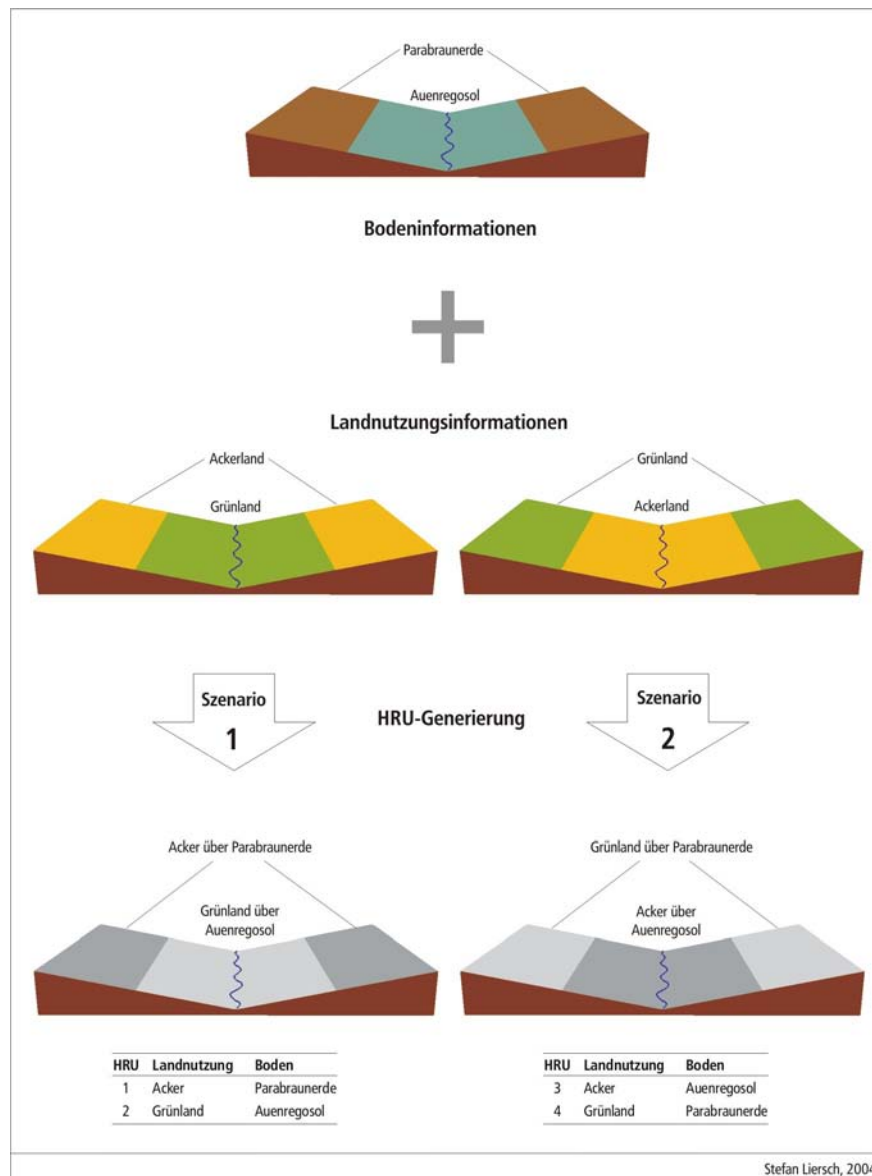 Parabraunerde
Auenregosol
Bodeninformationen
+
Landnutzungsinformationen
Ackerland
Grünland
Grünland
Ackerland
Szenario
1
HRU-Generierung
Szenario
2
Acker über Parabraunerde
Grünland über
Auenregosol
Grünland über Parabraunerde
Acker über
Auenregosol
HRU Landnutzung Boden
1 Acker Parabraunerde
2 Grünland Auenregosol
HRU Landnutzung Boden
3 Acker Auenregosol
4 Grünland Parabraunerde
Stefan Liersch, 2004